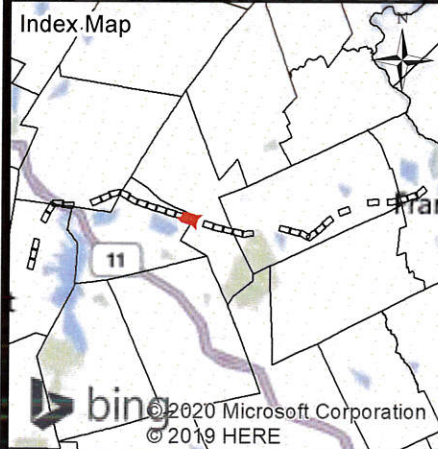 Index Map
N
Fran
11
t
bing
© 2020 Microsoft Corporation
© 2019 HERE